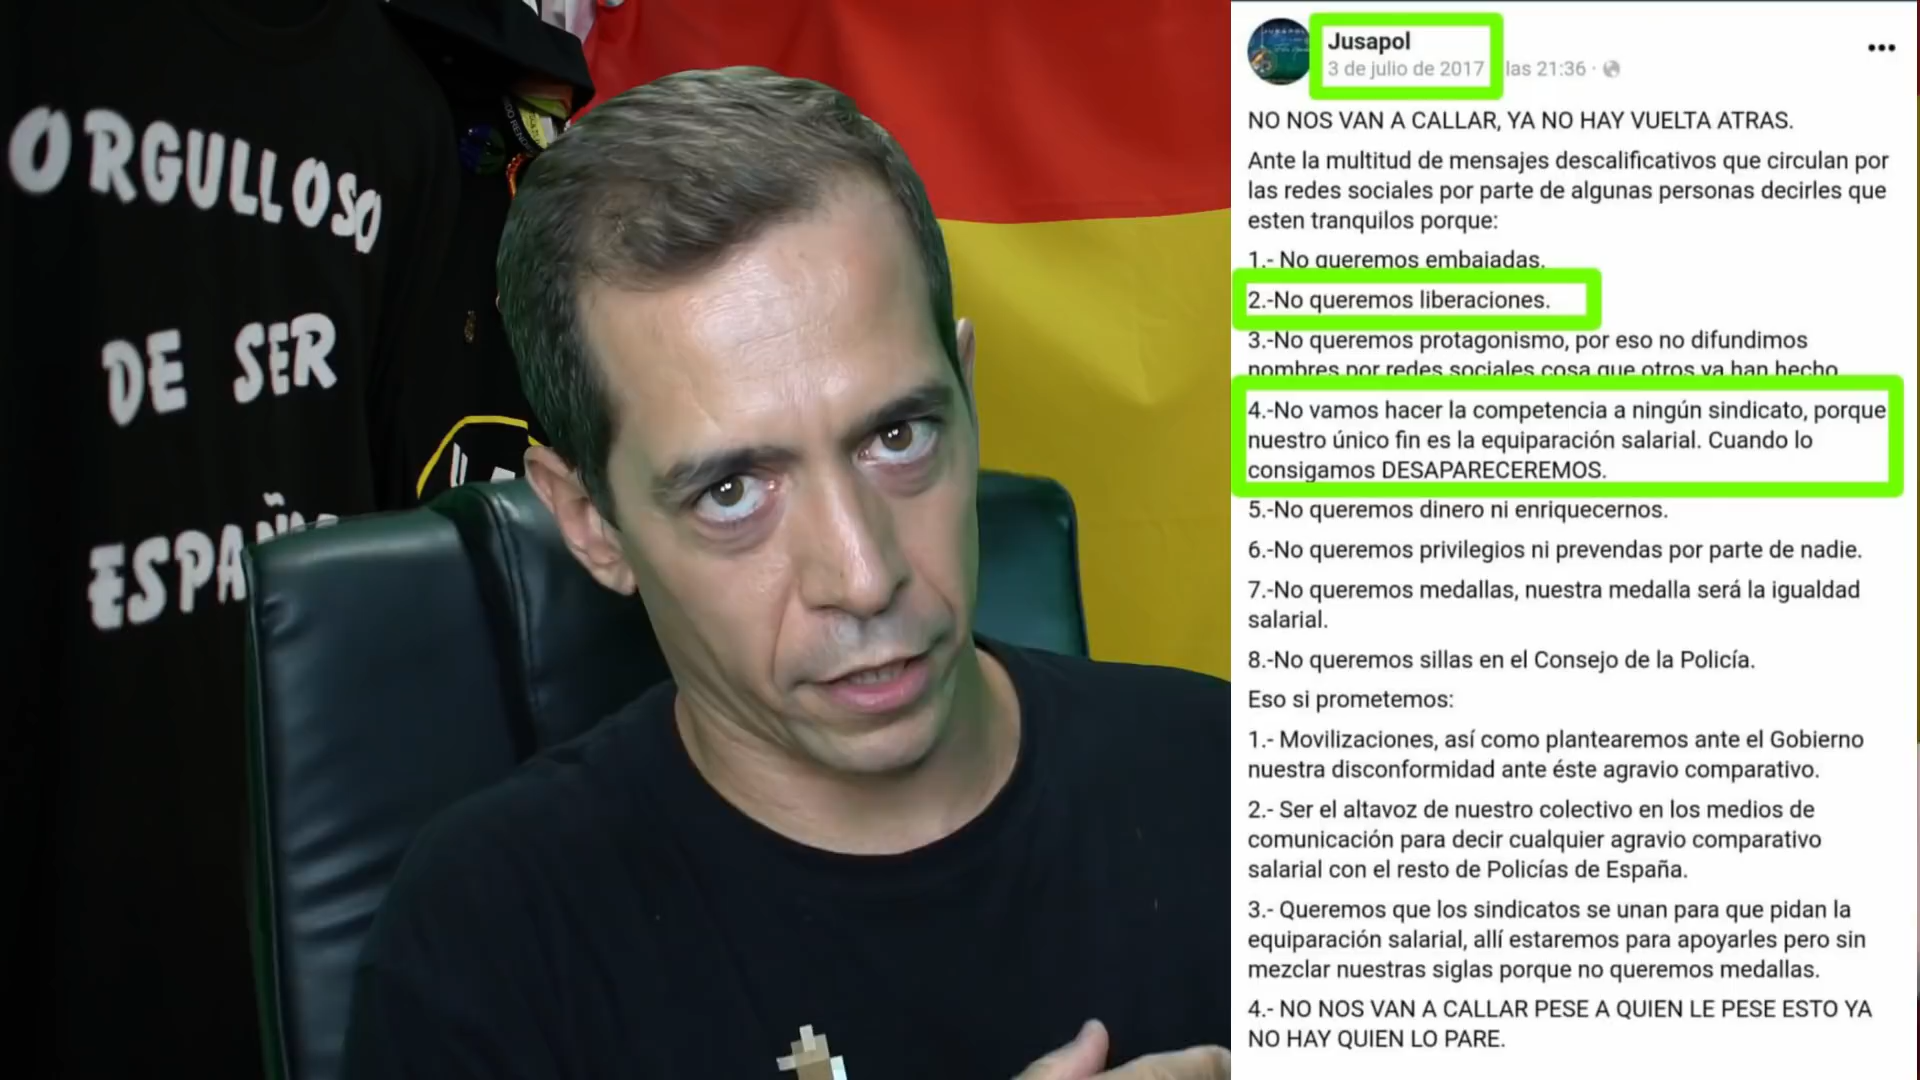 ORGULLOSO
DE SER
ESPAÑ
Jusapol
3 de julio de 2017 las 21:36 ·
NO NOS VAN A CALLAR, YA NO HAY VUELTA ATRAS.
Ante la multitud de mensajes descalificativos que circulan por
las redes sociales por parte de algunas personas decirles que
esten tranquilos porque:
1.- No queremos embajadas.
2.-No queremos liberaciones.
3.-No queremos protagonismo, por eso no difundimos
nombres por redes sociales cosa que otros ya han hecho
4.-No vamos hacer la competencia a ningún sindicato, porque
nuestro único fin es la equiparación salarial. Cuando lo
consigamos DESAPARECEREMOS.
5.-No queremos dinero ni enriquecernos.
6.-No queremos privilegios ni prevendas por parte de nadie.
7.-No queremos medallas, nuestra medalla será la igualdad
salarial.
8.-No queremos sillas en el Consejo de la Policía.
Eso si prometemos:
1.- Movilizaciones, así como plantearemos ante el Gobierno
nuestra disconformidad ante éste agravio comparativo.
2.- Ser el altavoz de nuestro colectivo en los medios de
comunicación para decir cualquier agravio comparativo
salarial con el resto de Policías de España.
3.- Queremos que los sindicatos se unan para que pidan la
equiparación salarial, allí estaremos para apoyarles pero sin
mezclar nuestras siglas porque no queremos medallas.
4.- NO NOS VAN A CALLAR PESE A QUIEN LE PESE ESTO YA
NO HAY QUIEN LO PARE.